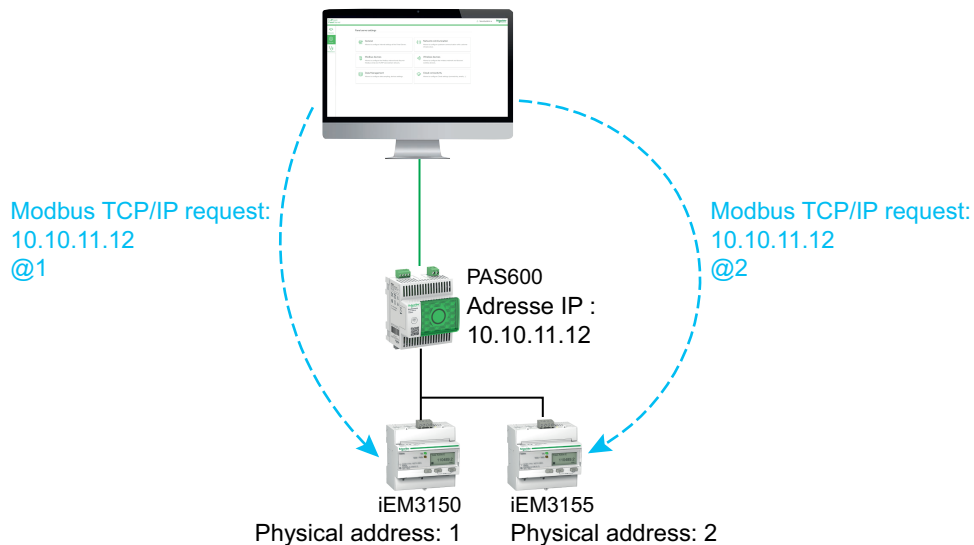 Modbus TCP/IP request:
10.10.11.12
@1
Modbus TCP/IP request:
10.10.11.12
@2
PAS600
Adresse IP :
10.10.11.12
iEM3150
Physical address: 1
iEM3155
Physical address: 2